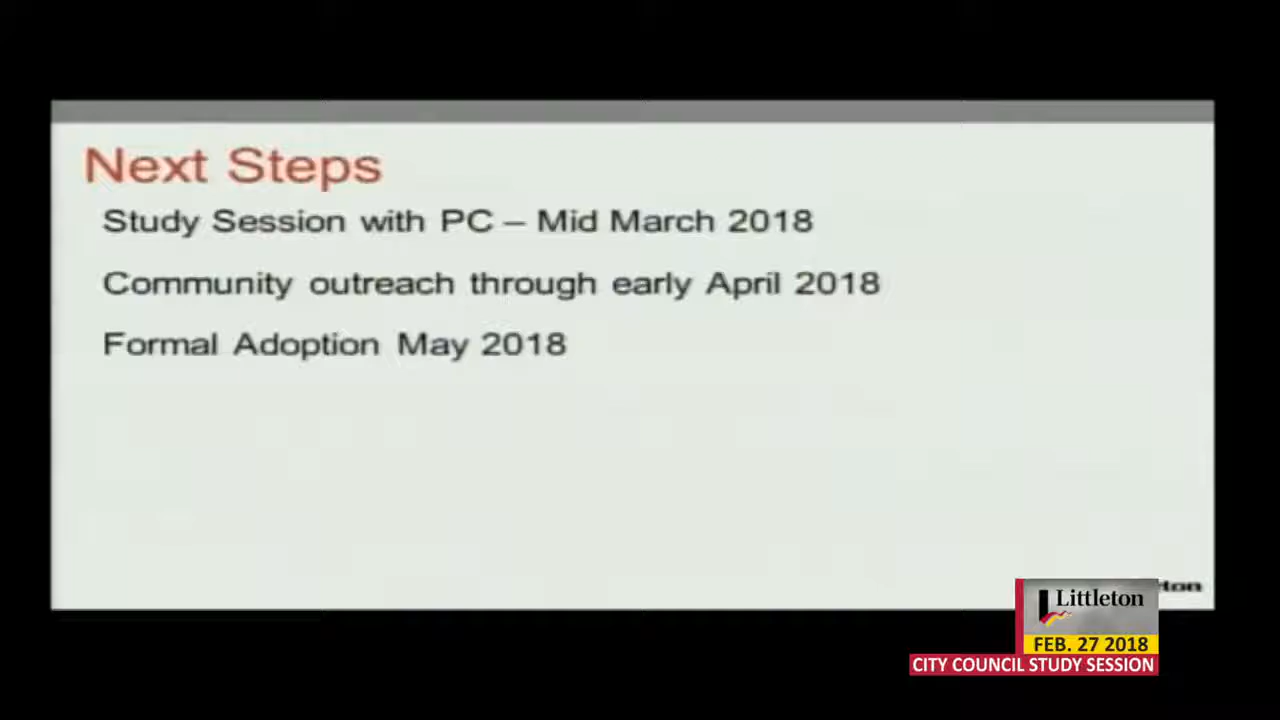 Next Steps
Study Session with PC – Mid March 2018
Community outreach through early April 2018
Formal Adoption May 2018
Littleton
FEB. 27 2018
CITY COUNCIL STUDY SESSION